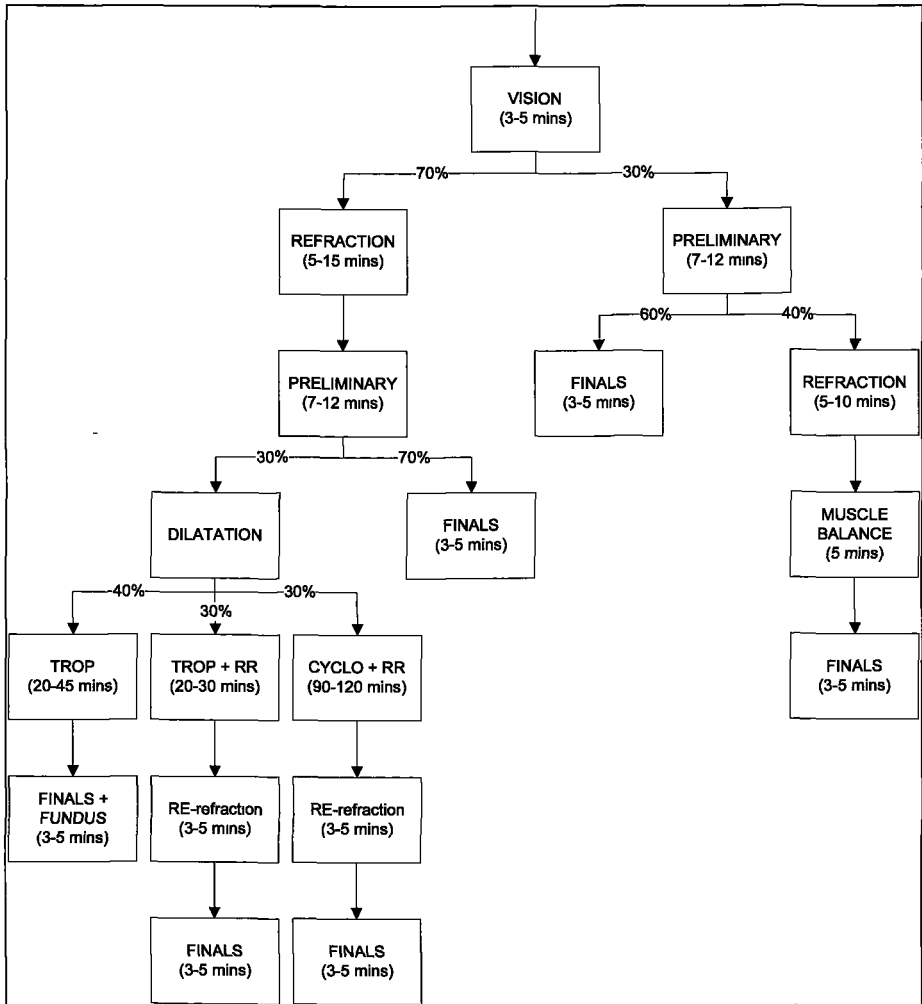 VISION
(3-5 mins)
70%
30%
REFRACTION
(5-15 mins)
PRELIMINARY
(7-12 mins)
60%
40%
PRELIMINARY
(7-12 mins)
FINALS
(3-5 mins)
REFRACTION
(5-10 mins)
30%
70%
DILATATION
FINALS
(3-5 mins)
MUSCLE
BALANCE
(5 mins)
40%
30%
30%
TROP
(20-45 mins)
TROP + RR
(20-30 mins)
CYCLO + RR
(90-120 mins)
FINALS
(3-5 mins)
FINALS +
FUNDUS
(3-5 mins)
RE-refraction
(3-5 mins)
RE-refraction
(3-5 mins)
FINALS
(3-5 mins)
FINALS
(3-5 mins)